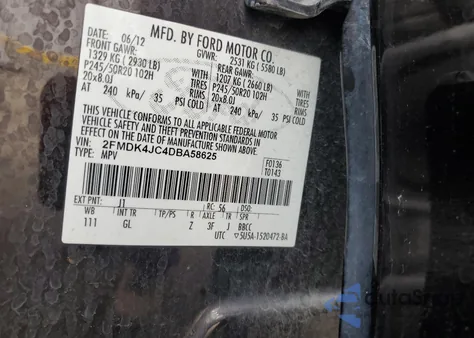 MFD. BY FORD MOTOR CO.
DATE: 06/12 GVWR: 2531 KG ( 5580 LB)
FRONT GAWR: REAR GAWR:
1329 KG ( 2930 LB) 1207 KG ( 2660 LB)
P245/50R20 102H TIRES P245/50R20 102H
20x8.0J RIMS 20x8.0J
AT 240 kPa/ 35 PSI COLD AT 240 kPa/ 35 PSI COLD
THIS VEHICLE CONFORMS TO ALL APPLICABLE FEDERAL MOTOR
VEHICLE SAFETY AND THEFT PREVENTION STANDARDS IN EFFECT ON
THE DATE OF MANUFACTURE SHOWN ABOVE.
VIN: 2FMDK4JC4DBA58625
TYPE: MPV F0136
T0143
EXT PNT: J1 RC: 56 DSO:
WB INT TR TP/PS R AXLE TR SPR
111 GL Z 3F J BBCC
UTC 5U5A-1520472-BA